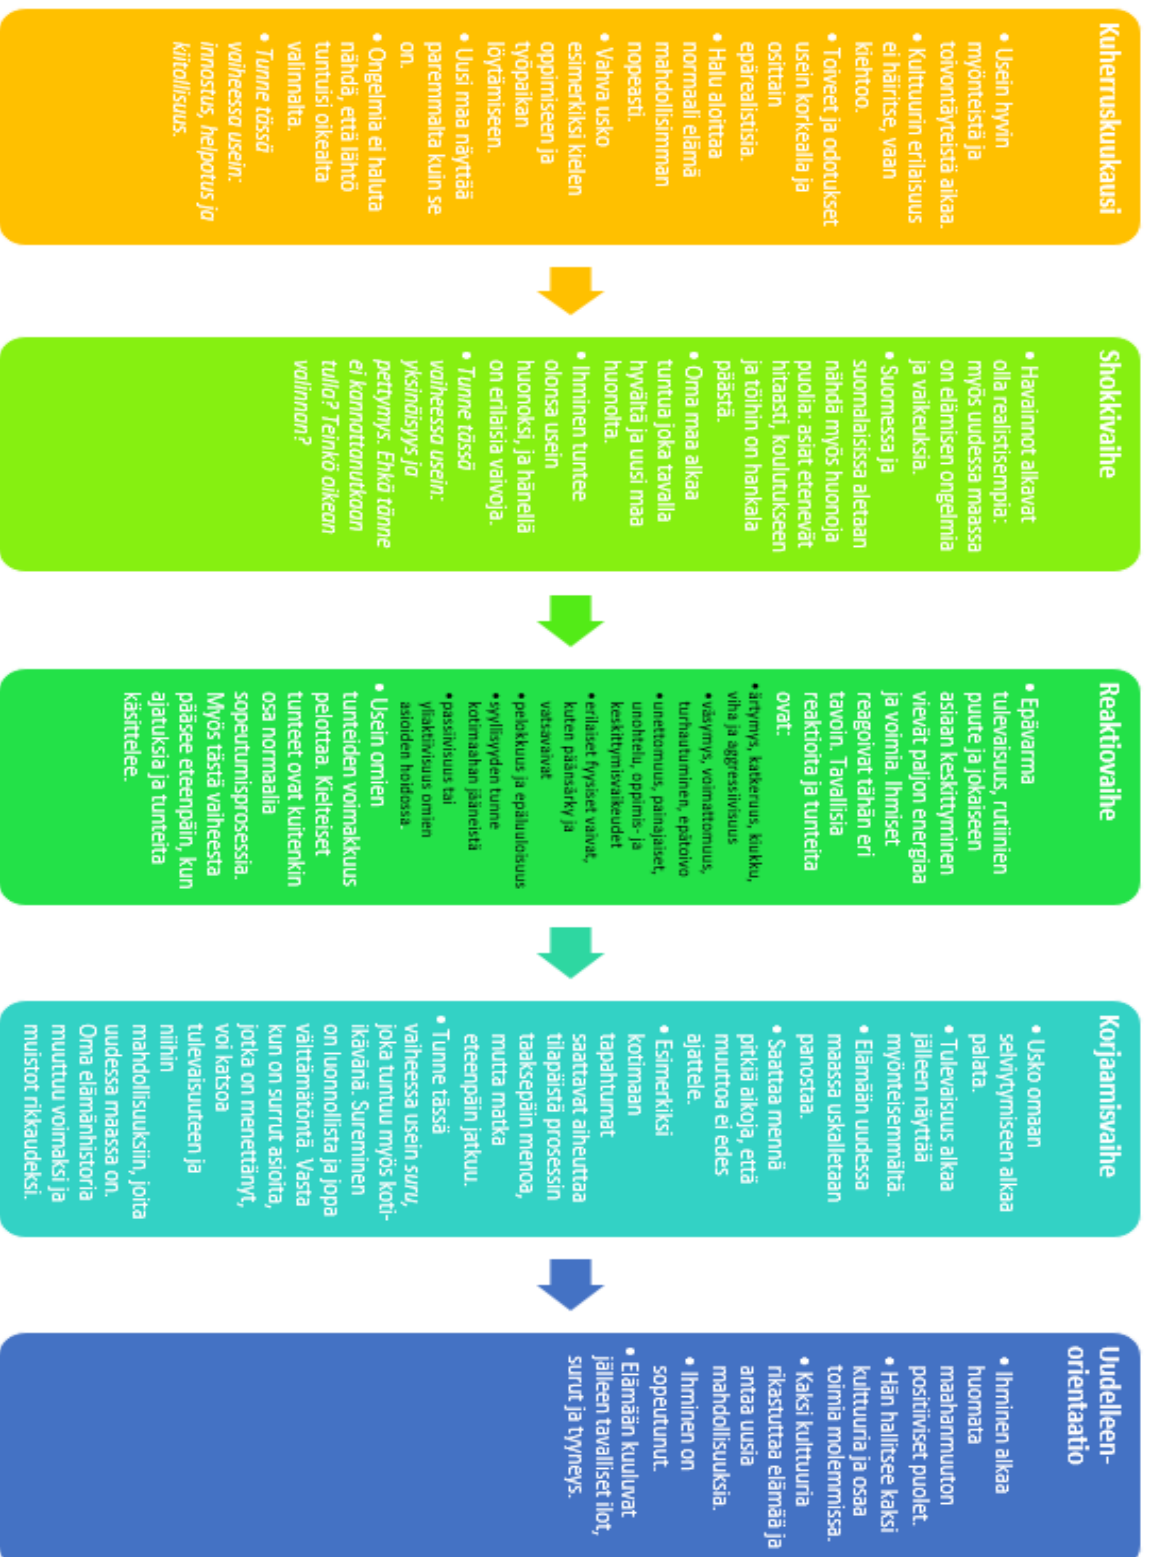 Kuherruskuukausi
• Usein hyvin
myönteistä ja
toivontäyteistä aikaa.
• Kulttuurin erilaisuus
ei häiritse, vaan
kiehtoo.
• Toiveet ja odotukset
usein korkealla ja
osittain
epärealistisia.
• Halu aloittaa
normaali elämä
mahdollisimman
nopeasti.
• Vahva usko
esimerkiksi kielen
oppimiseen ja
työpaikan
löytämiseen.
• Uusi maa näyttää
paremmalta kuin se
on.
• Ongelmia ei haluta
nähdä, että lähtö
tuntuisi oikealta
valinnalta.
• Tunne tässä
vaiheessa usein:
innostus, helpotus ja
kiitollisuus.
Shokkivaihe
• Havainnot alkavat
olla realistisempia:
myös uudessa maassa
on elämisen ongelmia
ja vaikeuksia.
• Suomessa ja
suomalaisissa aletaan
nähdä myös huonoja
puolia: asiat etenevät
hitaasti, koulutukseen
ja töihin on hankala
päästä.
• Oma maa alkaa
tuntua joka tavalla
hyvältä ja uusi maa
huonolta.
• Ihminen tuntee
olonsa usein
huonoksi, ja hänellä
on erilaisia vaivoja.
• Tunne tässä
vaiheessa usein:
yksinäisyys ja
pettymys. Ehkä tänne
ei kannattanutkaan
tulla? Teinkö oikean
valinnan?
Reaktiovaihe
• Epävarma
tulevaisuus, rutiinien
puute ja jokaiseen
asiaan keskittyminen
vievät paljon energiaa
ja voimia. Ihmiset
reagoivat tähän eri
tavoin. Tavallisia
reaktioita ja tunteita
ovat:
• ärtymys, katkeruus, kiukku,
viha ja aggressiivisuus
• väsymys, voimattomuus,
turhautuminen, epätoivo
• unettomuus, painajaiset,
unohtelu, oppimis- ja
keskittymisvaikeudet
• erilaiset fyysiset vaivat,
kuten päänsärky ja
vatsavaivat
• pelokkuus ja epäluuloisuus
• syyllisyyden tunne
kotimaahan jääneistä
• passiivisuus tai
yliaktiivisuus omien
asioiden hoidossa.
• Usein omien
tunteiden voimakkuus
pelottaa. Kielteiset
tunteet ovat kuitenkin
osa normaalia
sopeutumisprosessia.
Myös tästä vaiheesta
pääsee eteenpäin, kun
ajatuksia ja tunteita
käsittelee.
Korjaamisvaihe
• Usko omaan
selviytymiseen alkaa
palata.
• Tulevaisuus alkaa
jälleen näyttää
myönteisemmältä.
• Elämään uudessa
maassa uskalletaan
panostaa.
• Saattaa mennä
pitkiä aikoja, että
muuttoa ei edes
ajattele.
• Esimerkiksi
kotimaan
tapahtumat
saattavat aiheuttaa
tilapäistä prosessin
taaksepäin menoa,
mutta matka
eteenpäin jatkuu.
• Tunne tässä
vaiheessa usein suru,
joka tuntuu myös koti-
ikävänä. Sureminen
on luonnollista ja jopa
välttämätöntä. Vasta
kun on surrut asioita,
jotka on menettänyt,
voi katsoa
tulevaisuuteen ja
niihin
mahdollisuuksiin, joita
uudessa maassa on.
Oma elämänhistoria
muuttuu voimaksi ja
muistot rikkaudeksi.
Uudelleen-
orientaatio
• Ihminen alkaa
huomata
maahanmuuton
positiiviset puolet.
• Hän hallitsee kaksi
kulttuuria ja osaa
toimia molemmissa.
• Kaksi kulttuuria
rikastuttaa elämää ja
antaa uusia
mahdollisuuksia.
• Ihminen on
sopeutunut.
• Elämään kuuluvat
jälleen tavalliset ilot,
surut ja tyyneys.